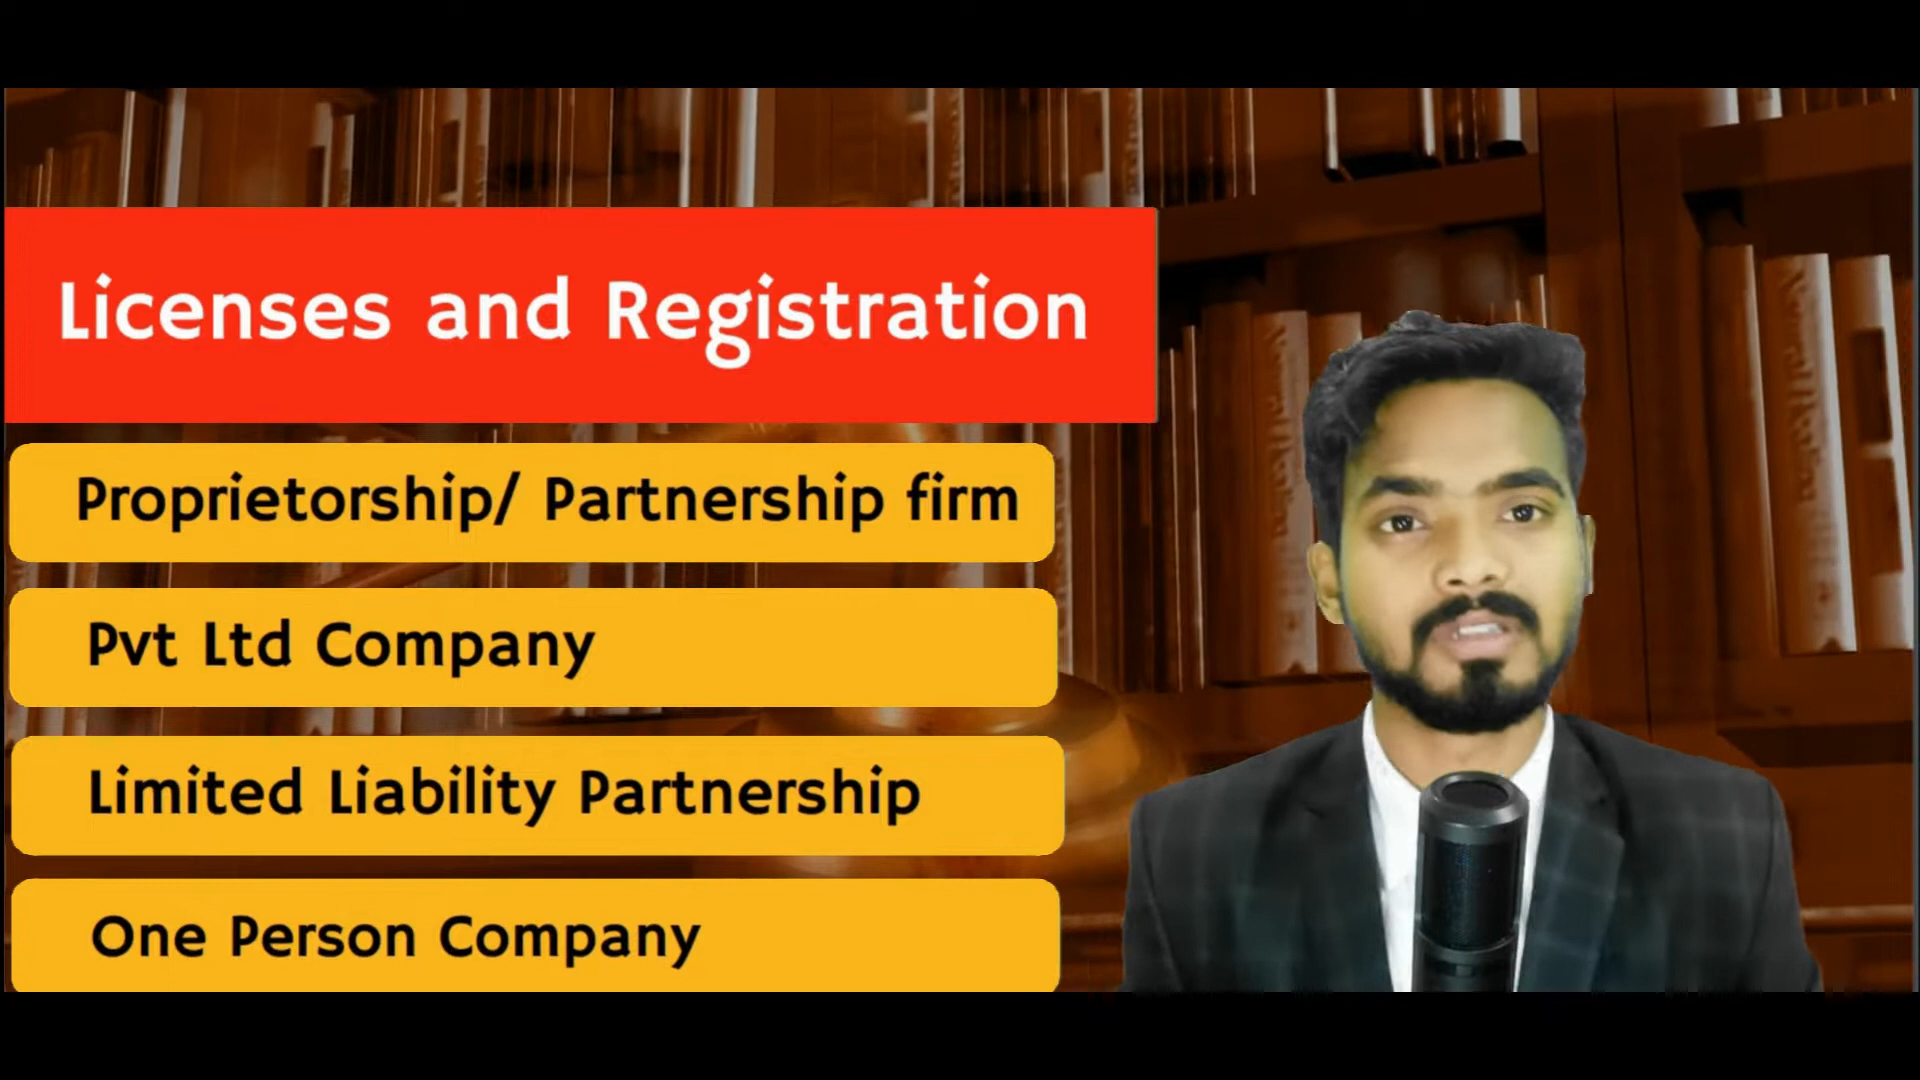 Licenses and Registration
Proprietorship/ Partnership firm
Pvt Ltd Company
Limited Liability Partnership
One Person Company